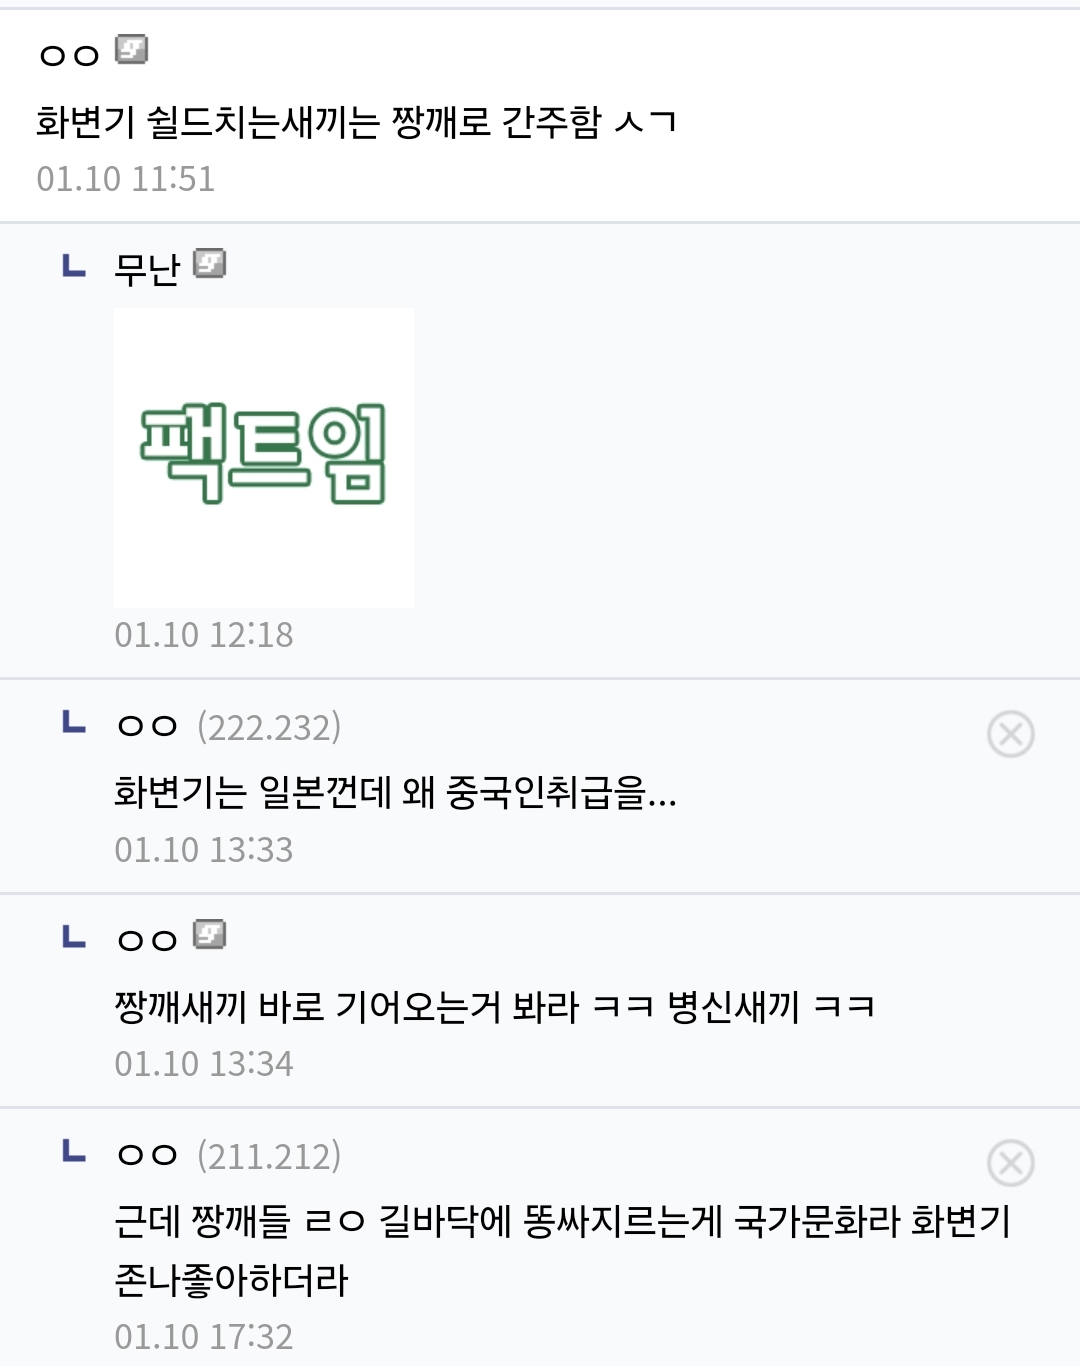 ㅇㅇ
화변기 쉴드치는새끼는 짱깨로 간주함 ㅅㄱ
01.10 11:51
ㄴ 무난
팩트임
01.10 12:18
ㄴ ㅇㅇ (222.232)
화변기는 일본껀데 왜 중국인취급을...
01.10 13:33
ㄴ ㅇㅇ
짱깨새끼 바로 기어오는거 봐라 ㅋㅋ 병신새끼 ㅋㅋ
01.10 13:34
ㄴ ㅇㅇ (211.212)
근데 짱깨들 ㄹㅇ 길바닥에 똥싸지르는게 국가문화라 화변기
존나좋아하더라
01.10 17:32